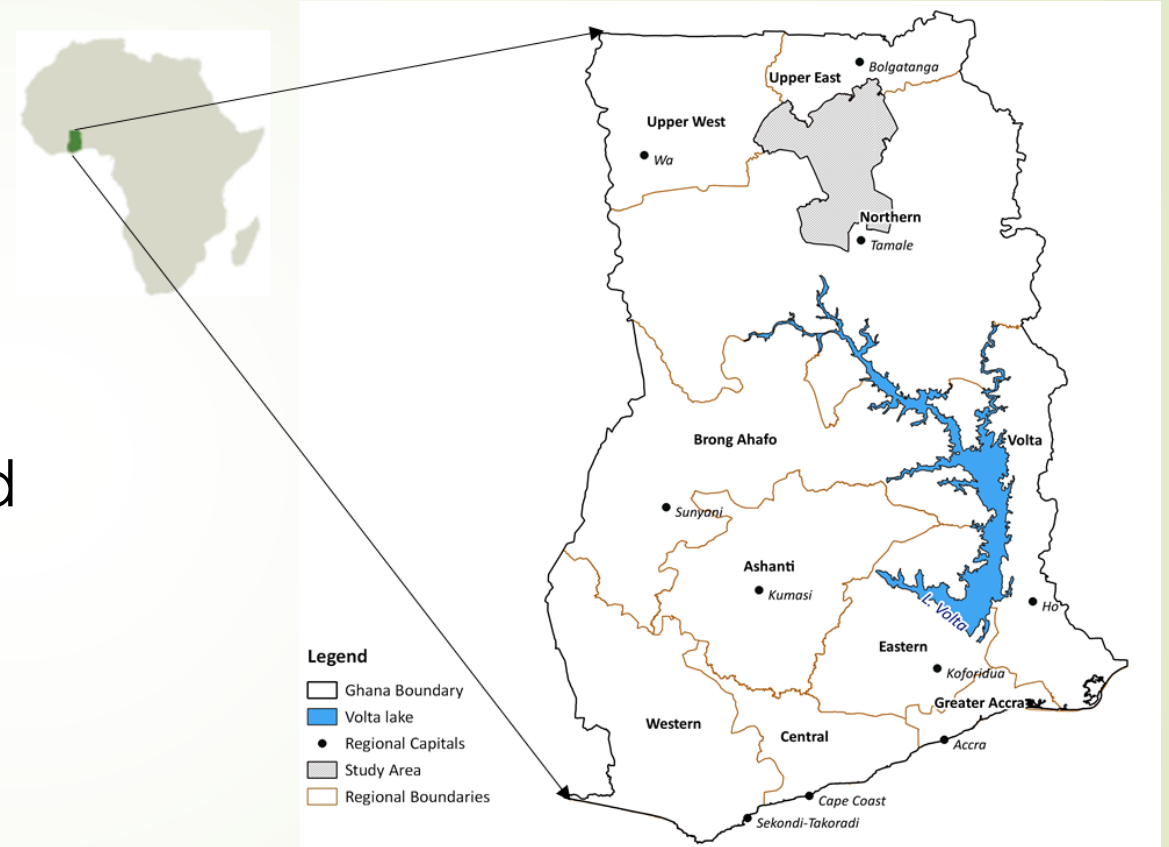 Bolgatanga
Upper East
Upper West
Wa
Northern
Tamale
Brong Ahafo
Volta
d
Sunyani
Ashanti
Kumasi
L. Volta
Ho
Eastern
Koforidua
Greater Accra
Western
Central
Accra
Cape Coast
Sekondi-Takoradi
Legend
Ghana Boundary
Volta lake
Regional Capitals
Study Area
Regional Boundaries